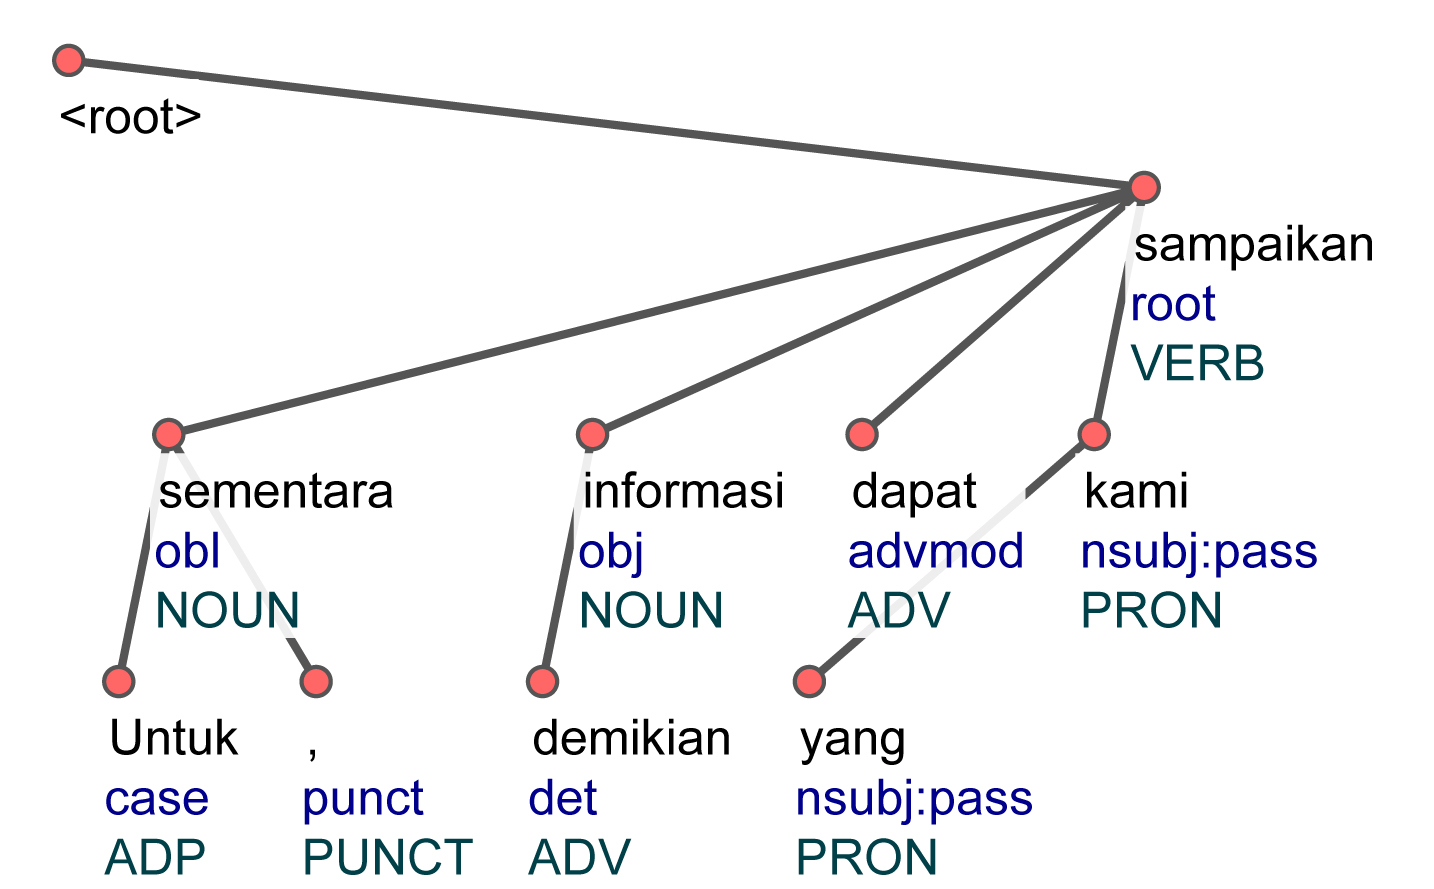 <root>
sampaikan
root
VERB
sementara
obl
NOUN
informasi
obj
NOUN
dapat
advmod
ADV
kami
nsubj:pass
PRON
Untuk
case
ADP
,
punct
PUNCT
demikian
det
ADV
yang
nsubj:pass
PRON